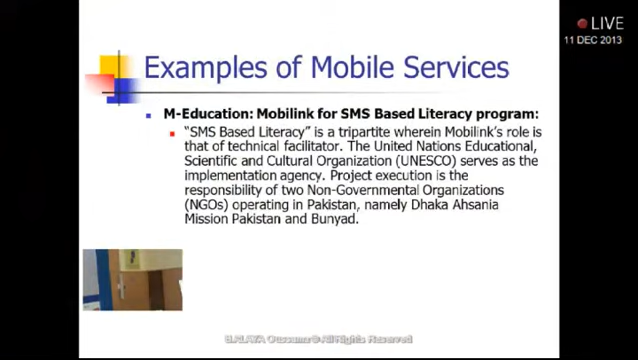 LIVE
11 DEC 2013
Examples of Mobile Services
M-Education: Mobilink for SMS Based Literacy program:
"SMS Based Literacy" is a tripartite wherein Mobilink's role is
that of technical facilitator. The United Nations Educational,
Scientific and Cultural Organization (UNESCO) serves as the
implementation agency. Project execution is the
responsibility of two Non-Governmental Organizations
(NGOs) operating in Pakistan, namely Dhaka Ahsania
Mission Pakistan and Bunyad.
All Rights Reserved